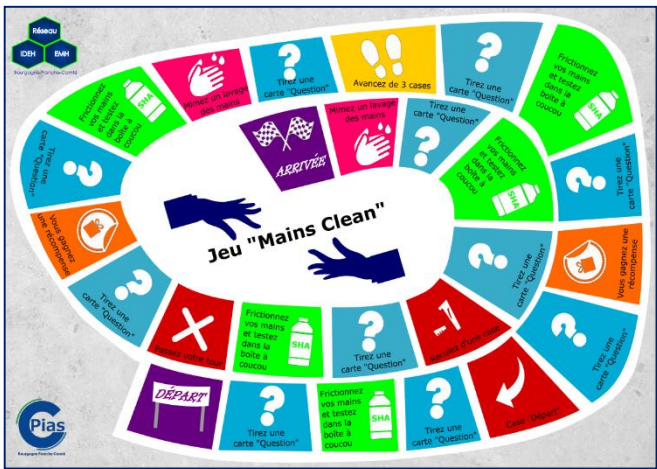 Réseau
IDEH
EMH
Bourgogne Franche-Comté
Jeu "Mains Clean"
DÉPART
Tirez une
carte "Question"
Frictionnez
vos mains
et testez
dans la
boîte à
coucou
SHA
Tirez une
carte "Question"
Case "Départ"
Tirez une
carte "Question"
Vous gagnez une
récompense
Tirez une
carte "Question"
Frictionnez
vos mains
et testez
dans la
boîte à
coucou
SHA
Tirez une
carte "Question"
Avancez de 3 cases
Tirez une
carte "Question"
Mimez un lavage
des mains
Frictionnez
vos mains
et testez
dans la
boîte à
coucou
SHA
Tirez une
carte "Question"
Vous gagnez
une récompense
Tirez une
carte "Question"
Passez votre tour
Frictionnez
vos mains
et testez
dans la
boîte à
coucou
SHA
Tirez une
carte "Question"
Reculez d'une case
Tirez une
carte "Question"
Frictionnez
vos mains
et testez
dans la
boîte à
coucou
SHA
Tirez une
carte "Question"
Mimez un lavage
des mains
ARRIVÉE
CPias
Bourgogne Franche-Comté